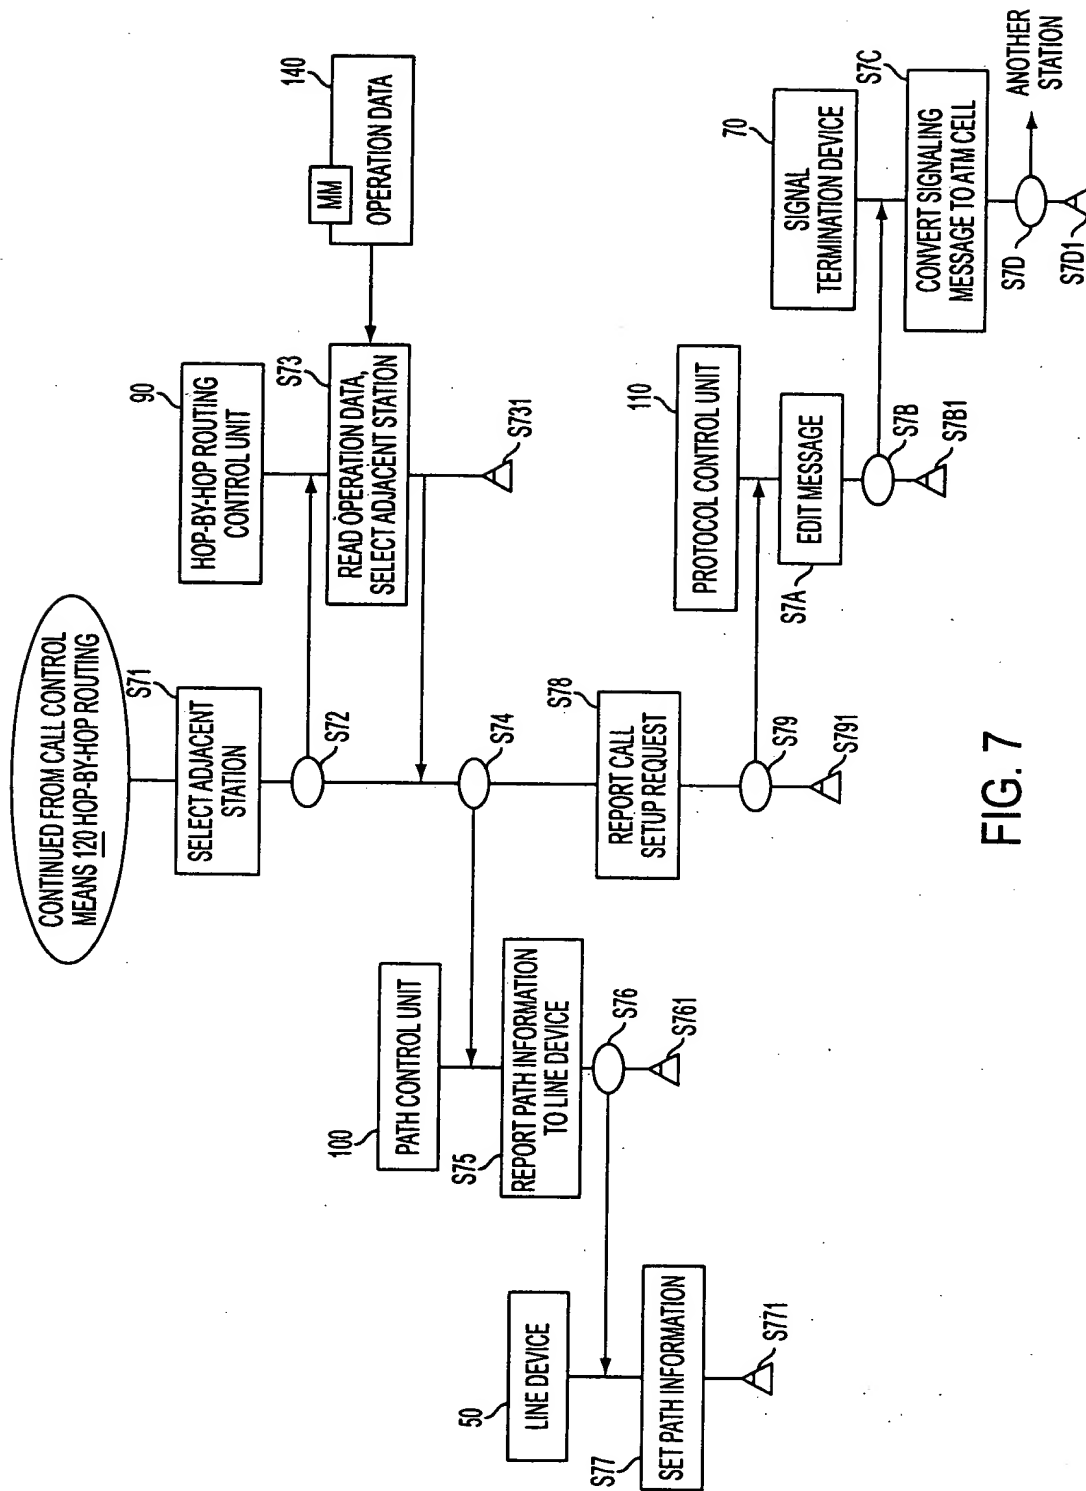 CONTINUED FROM CALL CONTROL
MEANS 120 HOP-BY-HOP ROUTING
S71
SELECT ADJACENT
STATION
S72
90
HOP-BY-HOP ROUTING
CONTROL UNIT
S73
READ OPERATION DATA,
SELECT ADJACENT STATION
S731
140
MM
OPERATION DATA
S74
100
PATH CONTROL UNIT
S75
REPORT PATH INFORMATION
TO LINE DEVICE
S76
S761
50
LINE DEVICE
S77
SET PATH INFORMATION
S771
S78
REPORT CALL
SETUP REQUEST
S79
S791
110
PROTOCOL CONTROL UNIT
S7A
EDIT MESSAGE
S7B
S7B1
70
SIGNAL
TERMINATION DEVICE
S7C
CONVERT SIGNALING
MESSAGE TO ATM CELL
S7D
ANOTHER
STATION
S7D1
FIG. 7